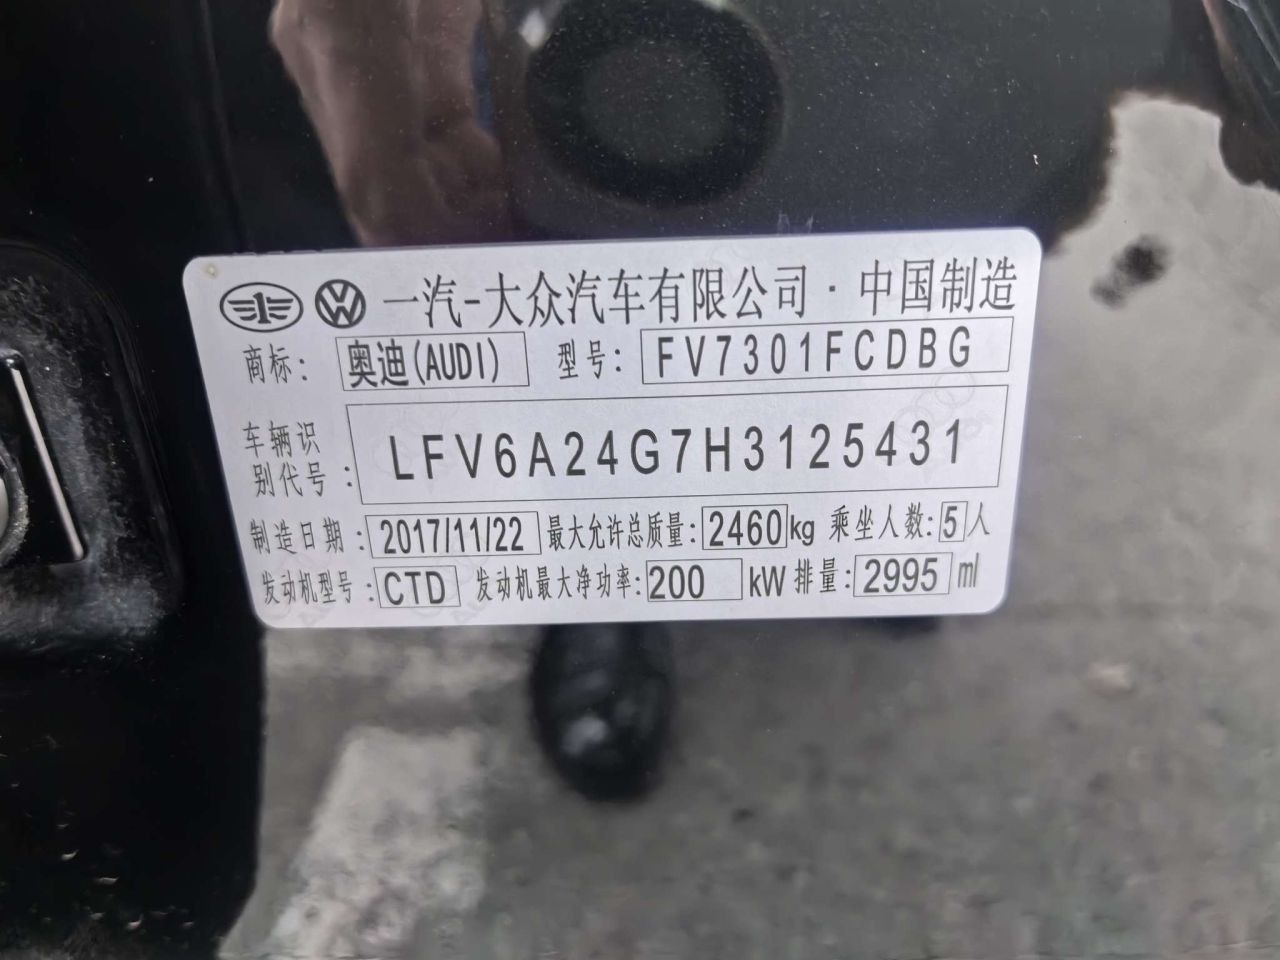 一汽-大众汽车有限公司·中国制造
商标: 奥迪(AUDI) 型号: FV7301FCDBG
车辆识
别代号: LFV6A24G7H3125431
制造日期: 2017/11/22 最大允许总质量: 2460kg 乘坐人数: 5人
发动机型号: CTD 发动机最大净功率: 200 kW 排量: 2995 ml